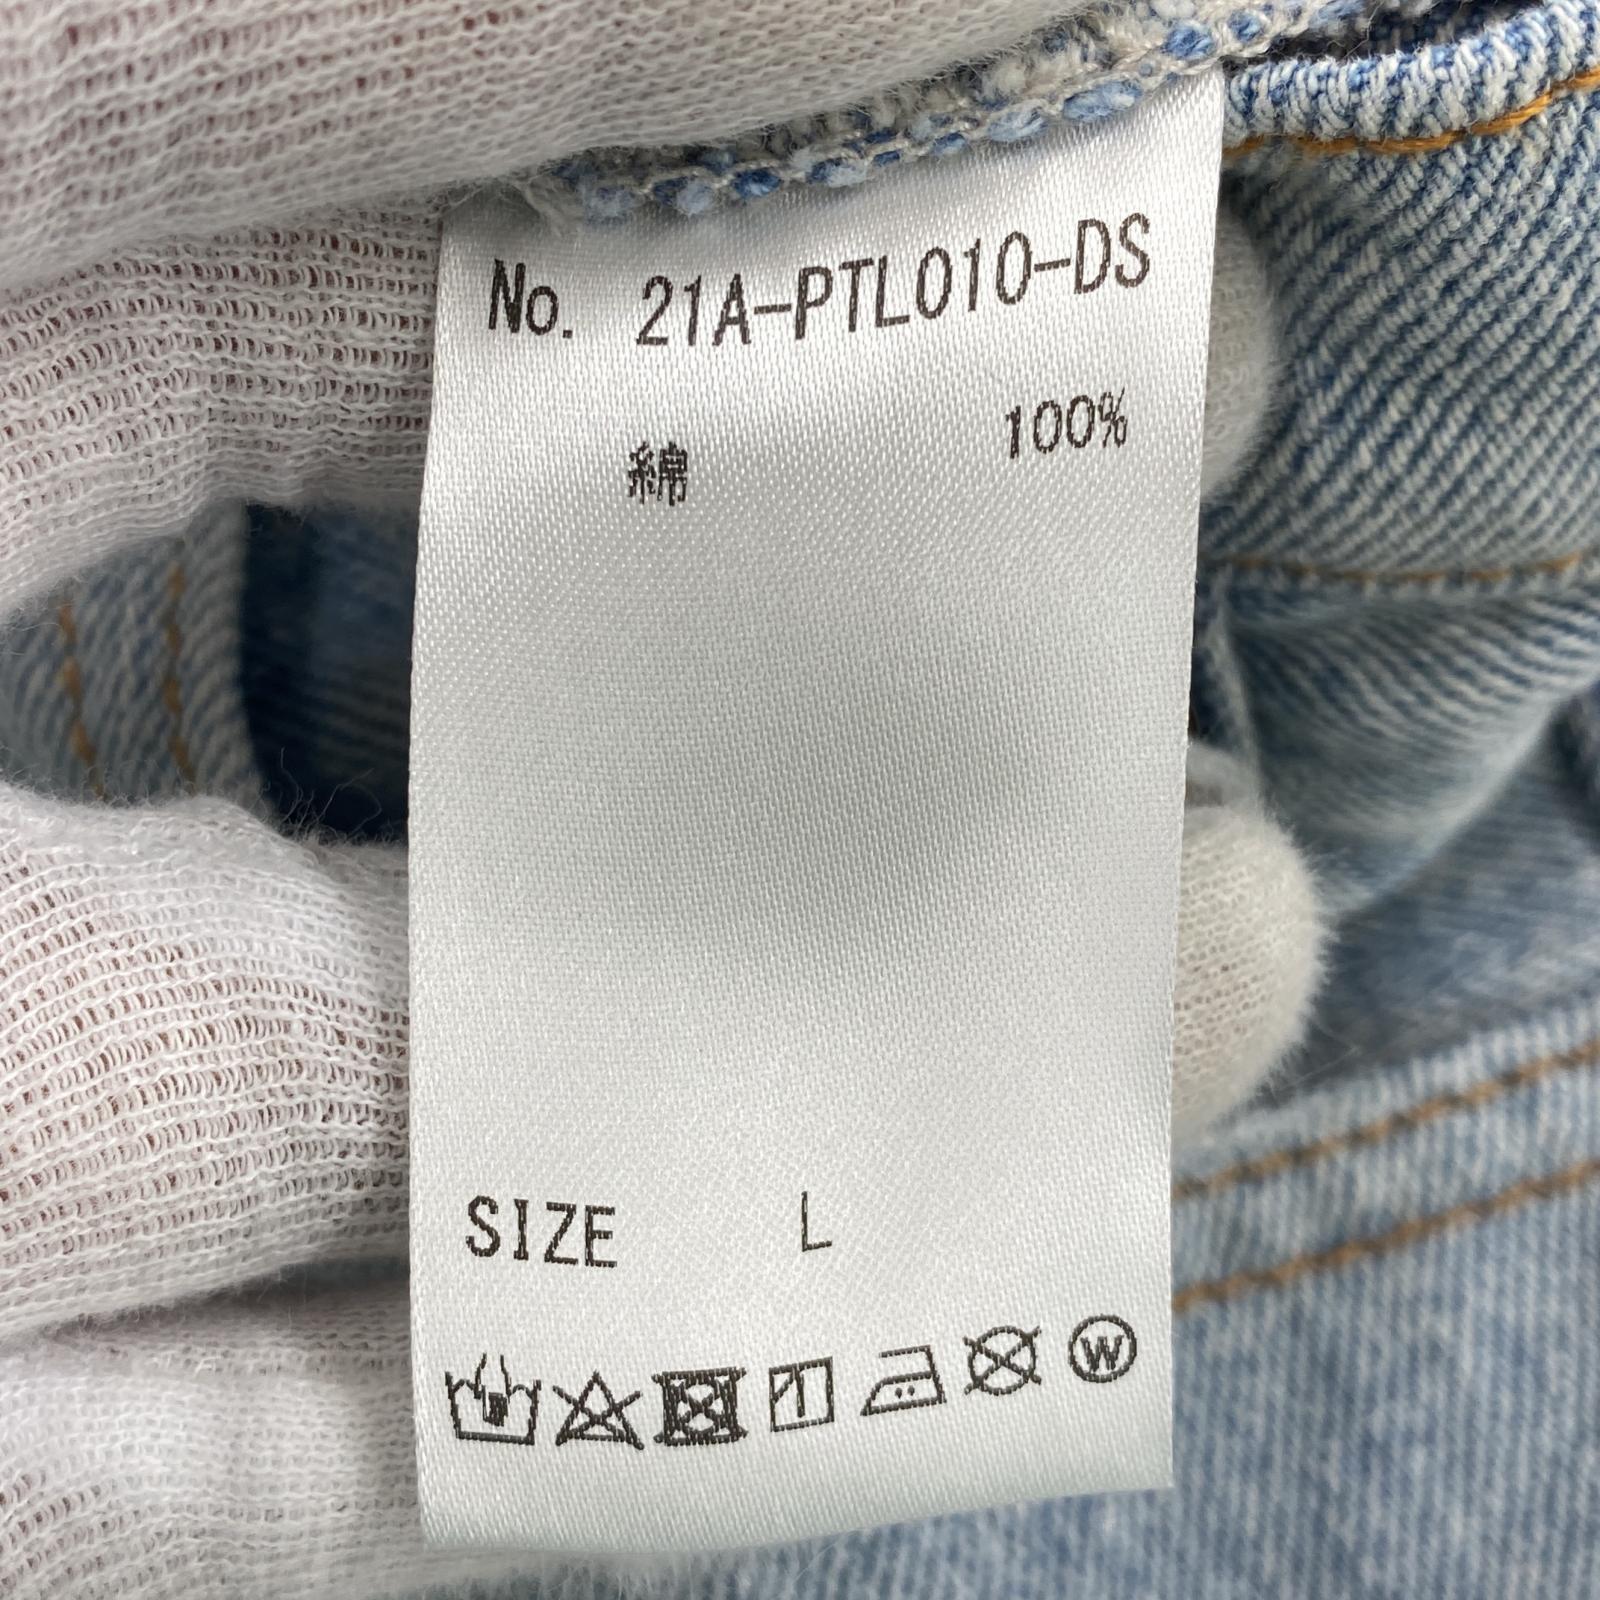 No. 21A-PTL010-DS
綿 100%
SIZE L
W